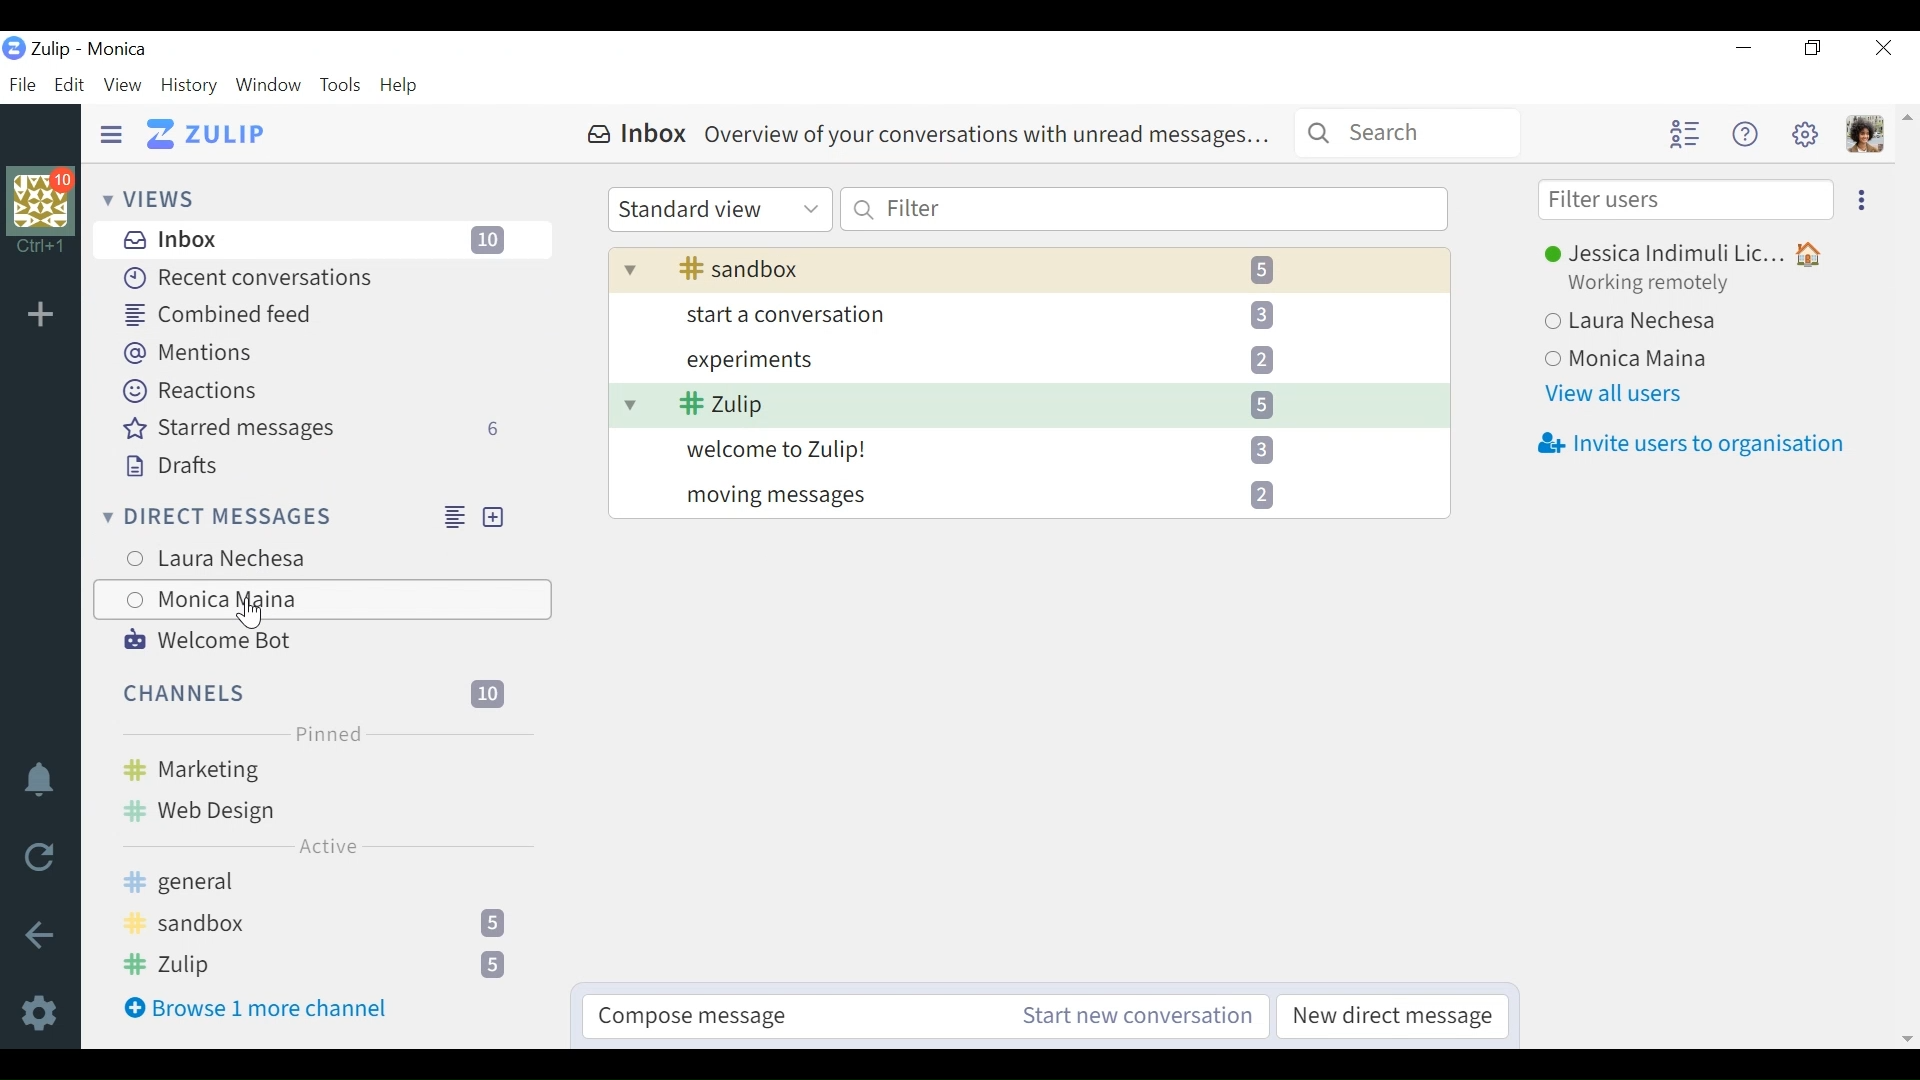 Zulip - Monica
File Edit View History Window Tools Help
ZULIP
Inbox Overview of your conversations with unread messages...
Search
10
Ctrl+1
VIEWS
Inbox 10
Recent conversations
Combined feed
Mentions
Reactions
Starred messages 6
Drafts
DIRECT MESSAGES
Laura Nechesa
Monica Maina
Welcome Bot
CHANNELS 10
Pinned
# Marketing
# Web Design
Active
# general
# sandbox 5
# Zulip 5
Browse 1 more channel
Standard view
Filter
# sandbox 5
start a conversation 3
experiments 2
# Zulip 5
welcome to Zulip! 3
moving messages 2
Compose message Start new conversation New direct message
Filter users
Jessica Indimuli Lic...
Working remotely
Laura Nechesa
Monica Maina
View all users
Invite users to organisation